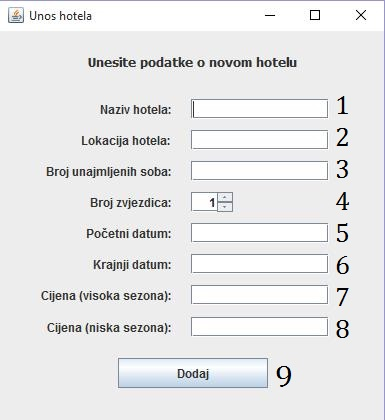 Unos hotela
Unesite podatke o novom hotelu
Naziv hotela: 1
Lokacija hotela: 2
Broj unajmljenih soba: 3
Broj zvjezdica: 1 4
Početni datum: 5
Krajnji datum: 6
Cijena (visoka sezona): 7
Cijena (niska sezona): 8
Dodaj 9